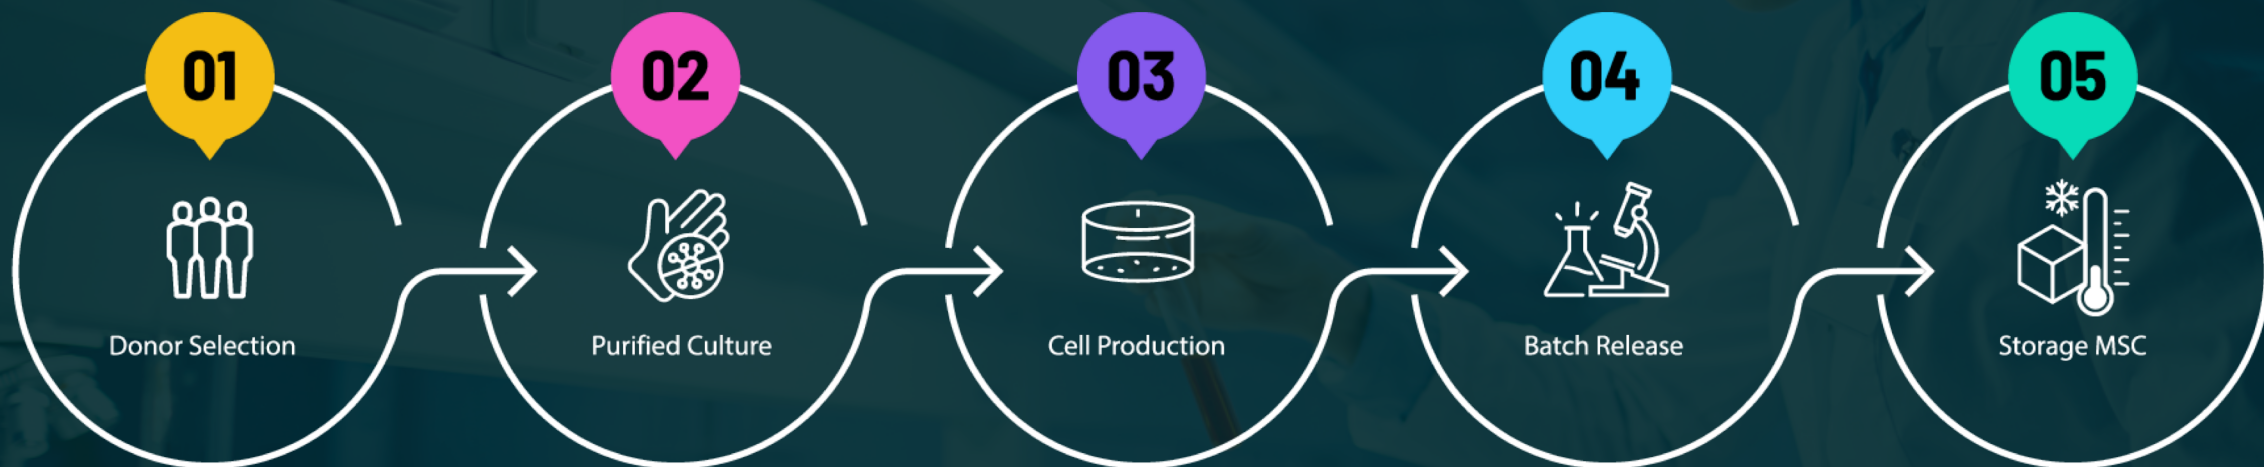 01
Donor Selection
02
Purified Culture
03
Cell Production
04
Batch Release
05
Storage MSC